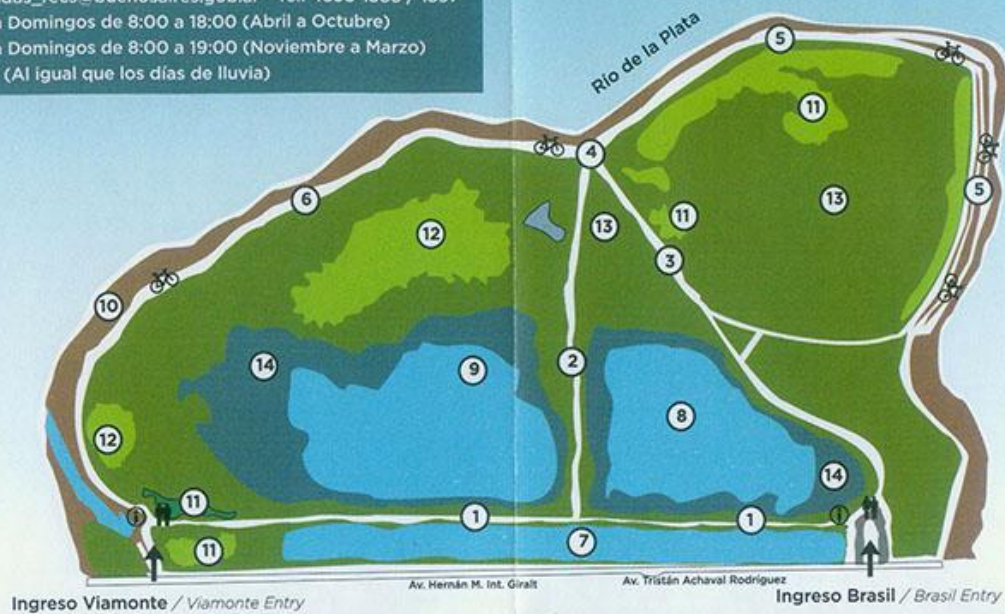 a Domingos de 8:00 a 18:00 (Abril a Octubre)
a Domingos de 8:00 a 19:00 (Noviembre a Marzo)
(Al igual que los días de lluvia)
Río de la Plata
5
11
4
5
6
13
11
12
13
3
10
14
9
2
8
12
14
11
i
1
1
i
7
11
Av. Hernán M. Int. Giralt
Av. Tristán Achaval Rodríguez
Ingreso Viamonte / Viamonte Entry
Ingreso Brasil / Brasil Entry